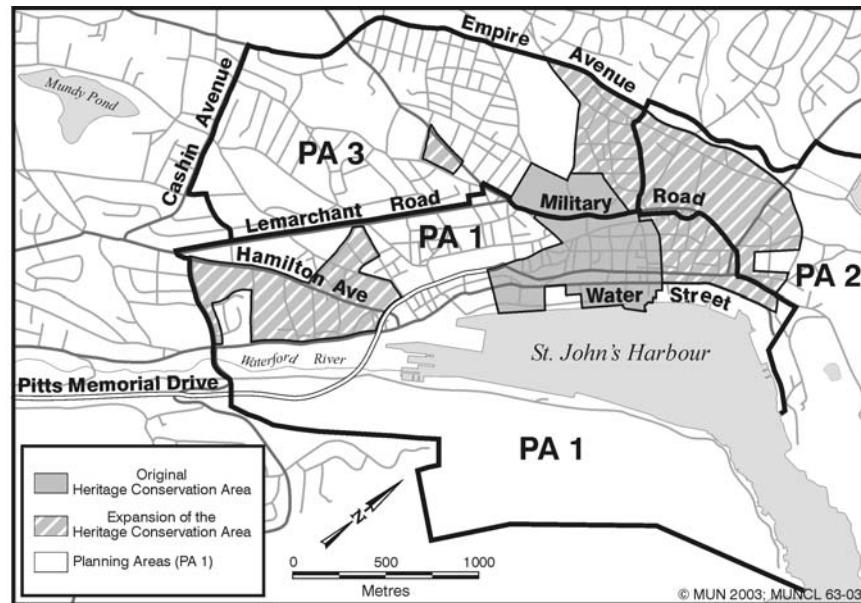 Empire
Avenue
Mundy Pond
Cashin Avenue
PA 3
Lemarchant Road
Military Road
PA 1
Hamilton Ave
PA 2
Water Street
St. John's Harbour
Waterford River
Pitts Memorial Drive
PA 1
Original
Heritage Conservation Area
Expansion of the
Heritage Conservation Area
Planning Areas (PA 1)
N
0 500 1000
Metres
© MUN 2003; MUNCL 63-03